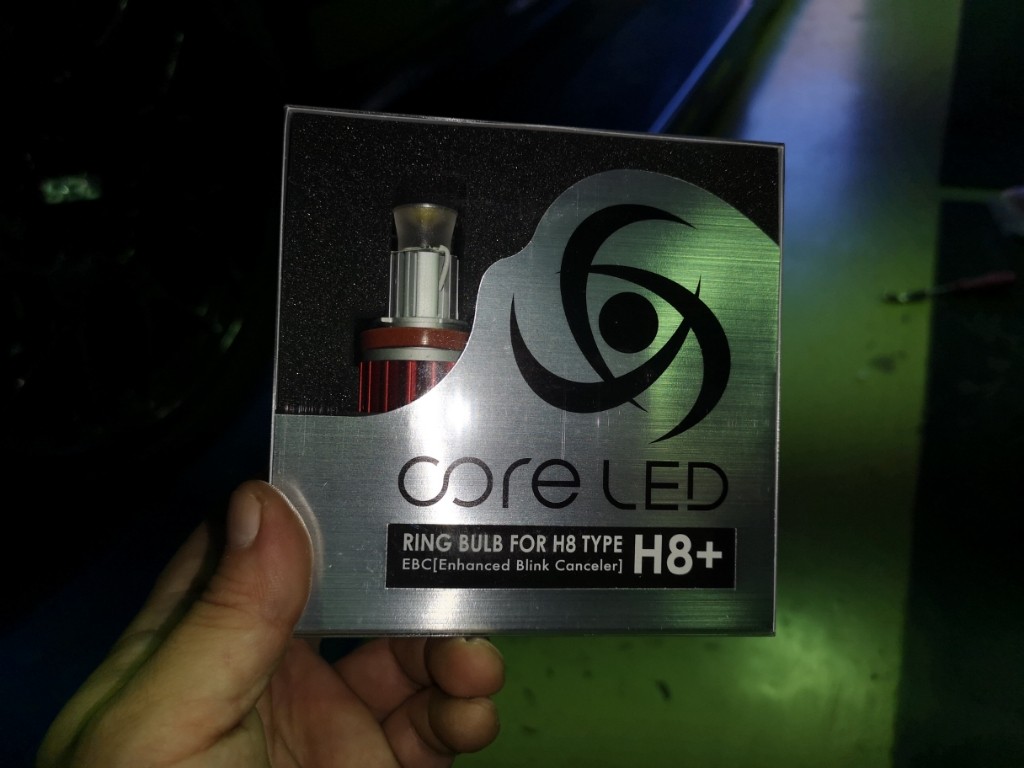 core LED
RING BULB FOR H8 TYPE
EBC[Enhanced Blink Canceler]
H8+